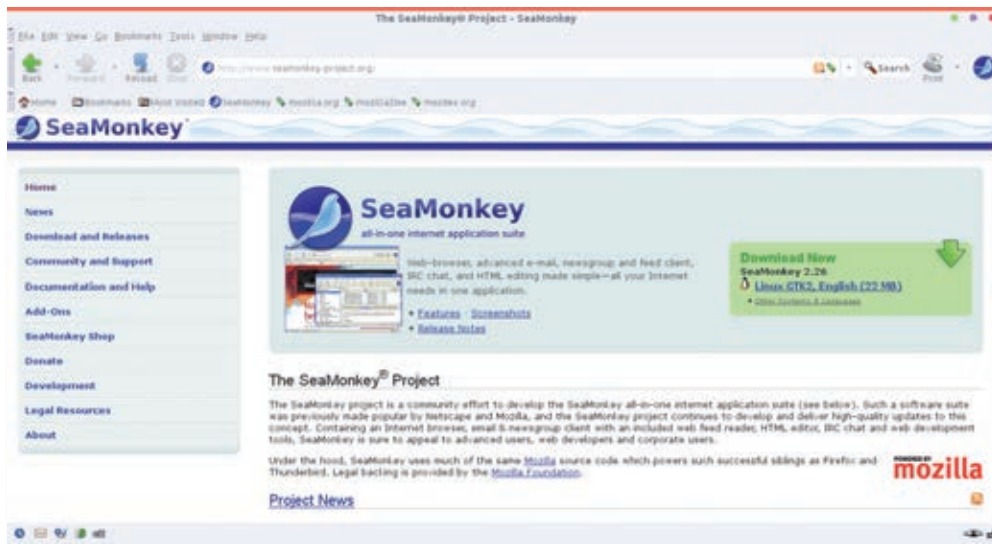 The SeaMonkey® Project - SeaMonkey
File Edit View Go Bookmarks Tools Window Help
Back Forward Reload Stop http://www.seamonkey-project.org/ Search Print
Home Bookmarks Most Visited SeaMonkey mozilla.org mozillaZine mozdev.org
SeaMonkey
Home
News
Download and Releases
Community and Support
Documentation and Help
Add-Ons
SeaMonkey Shop
Donate
Development
Legal Resources
About
SeaMonkey
all-in-one internet application suite
Web-browser, advanced e-mail, newsgroup and feed client,
IRC chat, and HTML editing made simple—all your Internet
needs in one application.
• Features · Screenshots
• Release Notes
Download Now
SeaMonkey 2.26
Linux GTK2, English (22 MB)
• Other Systems & Languages
The SeaMonkey® Project
The SeaMonkey project is a community effort to develop the SeaMonkey all-in-one internet application suite (see below). Such a software suite
was previously made popular by Netscape and Mozilla, and the SeaMonkey project continues to develop and deliver high-quality updates to this
concept. Containing an Internet browser, email & newsgroup client with an included web feed reader, HTML editor, IRC chat and web development
tools, SeaMonkey is sure to appeal to advanced users, web developers and corporate users.
Under the hood, SeaMonkey uses much of the same Mozilla source code which powers such successful siblings as Firefox and
Thunderbird. Legal backing is provided by the Mozilla Foundation.
POWERED BY
mozilla
Project News